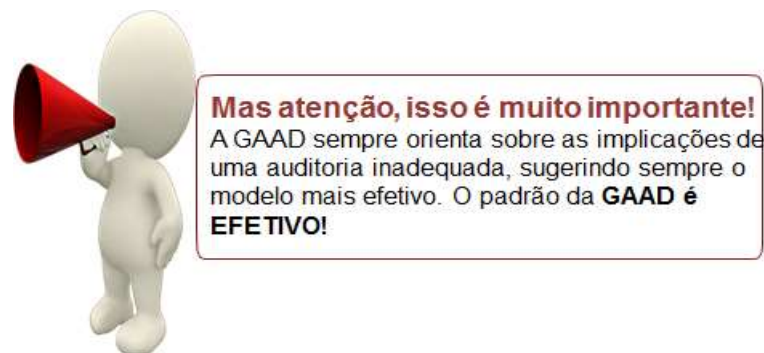 Mas atenção, isso é muito importante!
A GAAD sempre orienta sobre as implicações de
uma auditoria inadequada, sugerindo sempre o
modelo mais efetivo. O padrão da GAAD é
EFETIVO!